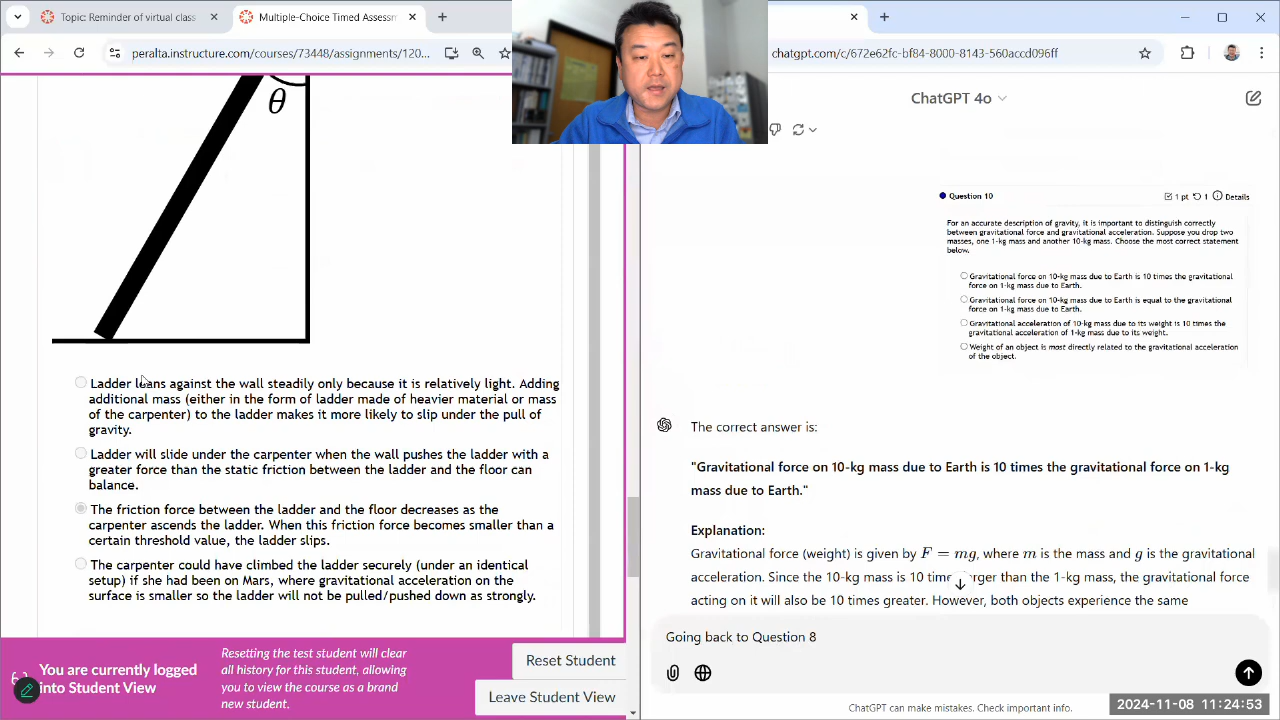 Topic: Reminder of virtual class
Multiple-Choice Timed Assessm
peralta.instructure.com/courses/73448/assignments/120...
chatgpt.com/c/672e62fc-bf84-8000-8143-560accd095ff
θ
Ladder leans against the wall steadily only because it is relatively light. Adding
additional mass (either in the form of ladder made of heavier material or mass
of the carpenter) to the ladder makes it more likely to slip under the pull of
gravity.
Ladder will slide under the carpenter when the wall pushes the ladder with a
greater force than the static friction between the ladder and the floor can
balance.
The friction force between the ladder and the floor decreases as the
carpenter ascends the ladder. When this friction force becomes smaller than a
certain threshold value, the ladder slips.
The carpenter could have climbed the ladder securely (under an identical
setup) if she had been on Mars, where gravitational acceleration on the
surface is smaller so the ladder will not be pulled/pushed down as strongly.
You are currently logged
into Student View
Resetting the test student will clear
all history for this student, allowing
you to view the course as a brand
new student.
Reset Student
Leave Student View
ChatGPT 4o
Question 10
1 pt
1
Details
For an accurate description of gravity, it is important to distinguish correctly
between gravitational force and gravitational acceleration. Suppose you drop two
masses, one 1-kg mass and another 10-kg mass. Choose the most correct statement
below.
Gravitational force on 10-kg mass due to Earth is 10 times the gravitational
force on 1-kg mass due to Earth.
Gravitational force on 10-kg mass due to Earth is equal to the gravitational
force on 1-kg mass due to Earth.
Gravitational acceleration of 10-kg mass due to its weight is 10 times the
gravitational acceleration of 1-kg mass due to its weight.
Weight of an object is most directly related to the gravitational acceleration
of the object.
The correct answer is:
"Gravitational force on 10-kg mass due to Earth is 10 times the gravitational force on 1-kg
mass due to Earth."
Explanation:
Gravitational force (weight) is given by F = mg, where m is the mass and g is the gravitational
acceleration. Since the 10-kg mass is 10 times larger than the 1-kg mass, the gravitational force
acting on it will also be 10 times greater. However, both objects experience the same
Going back to Question 8
ChatGPT can make mistakes. Check important info.
2024-11-08 11:24:53